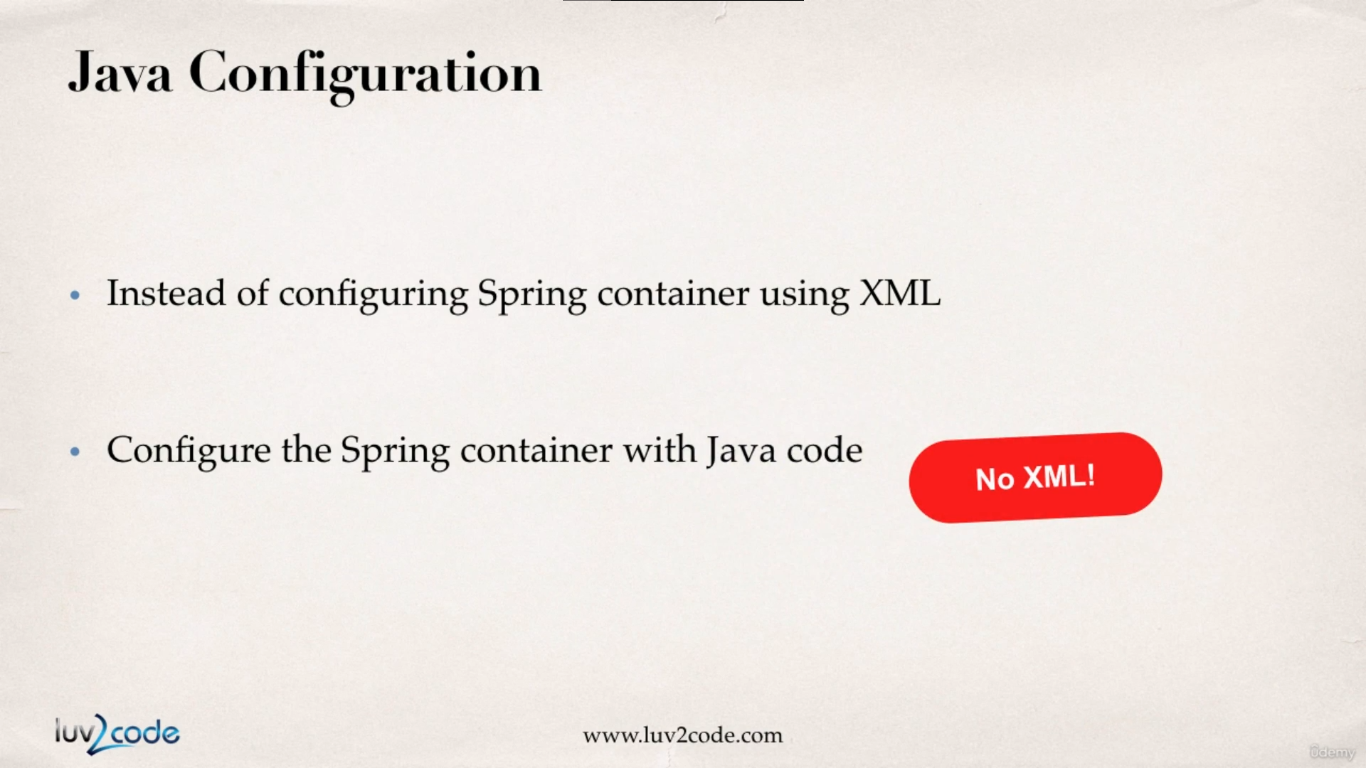 Java Configuration
• Instead of configuring Spring container using XML
• Configure the Spring container with Java code
No XML!
luv2code
www.luv2code.com
ûdemy